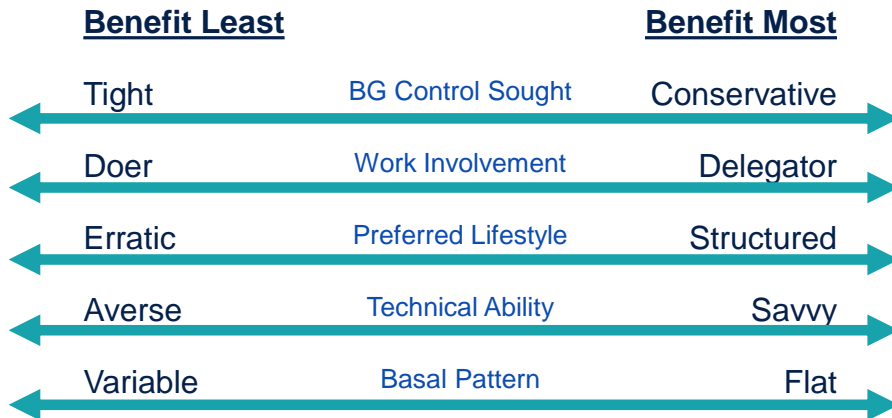 Benefit Least Benefit Most
Tight BG Control Sought Conservative
Doer Work Involvement Delegator
Erratic Preferred Lifestyle Structured
Averse Technical Ability Savvy
Variable Basal Pattern Flat